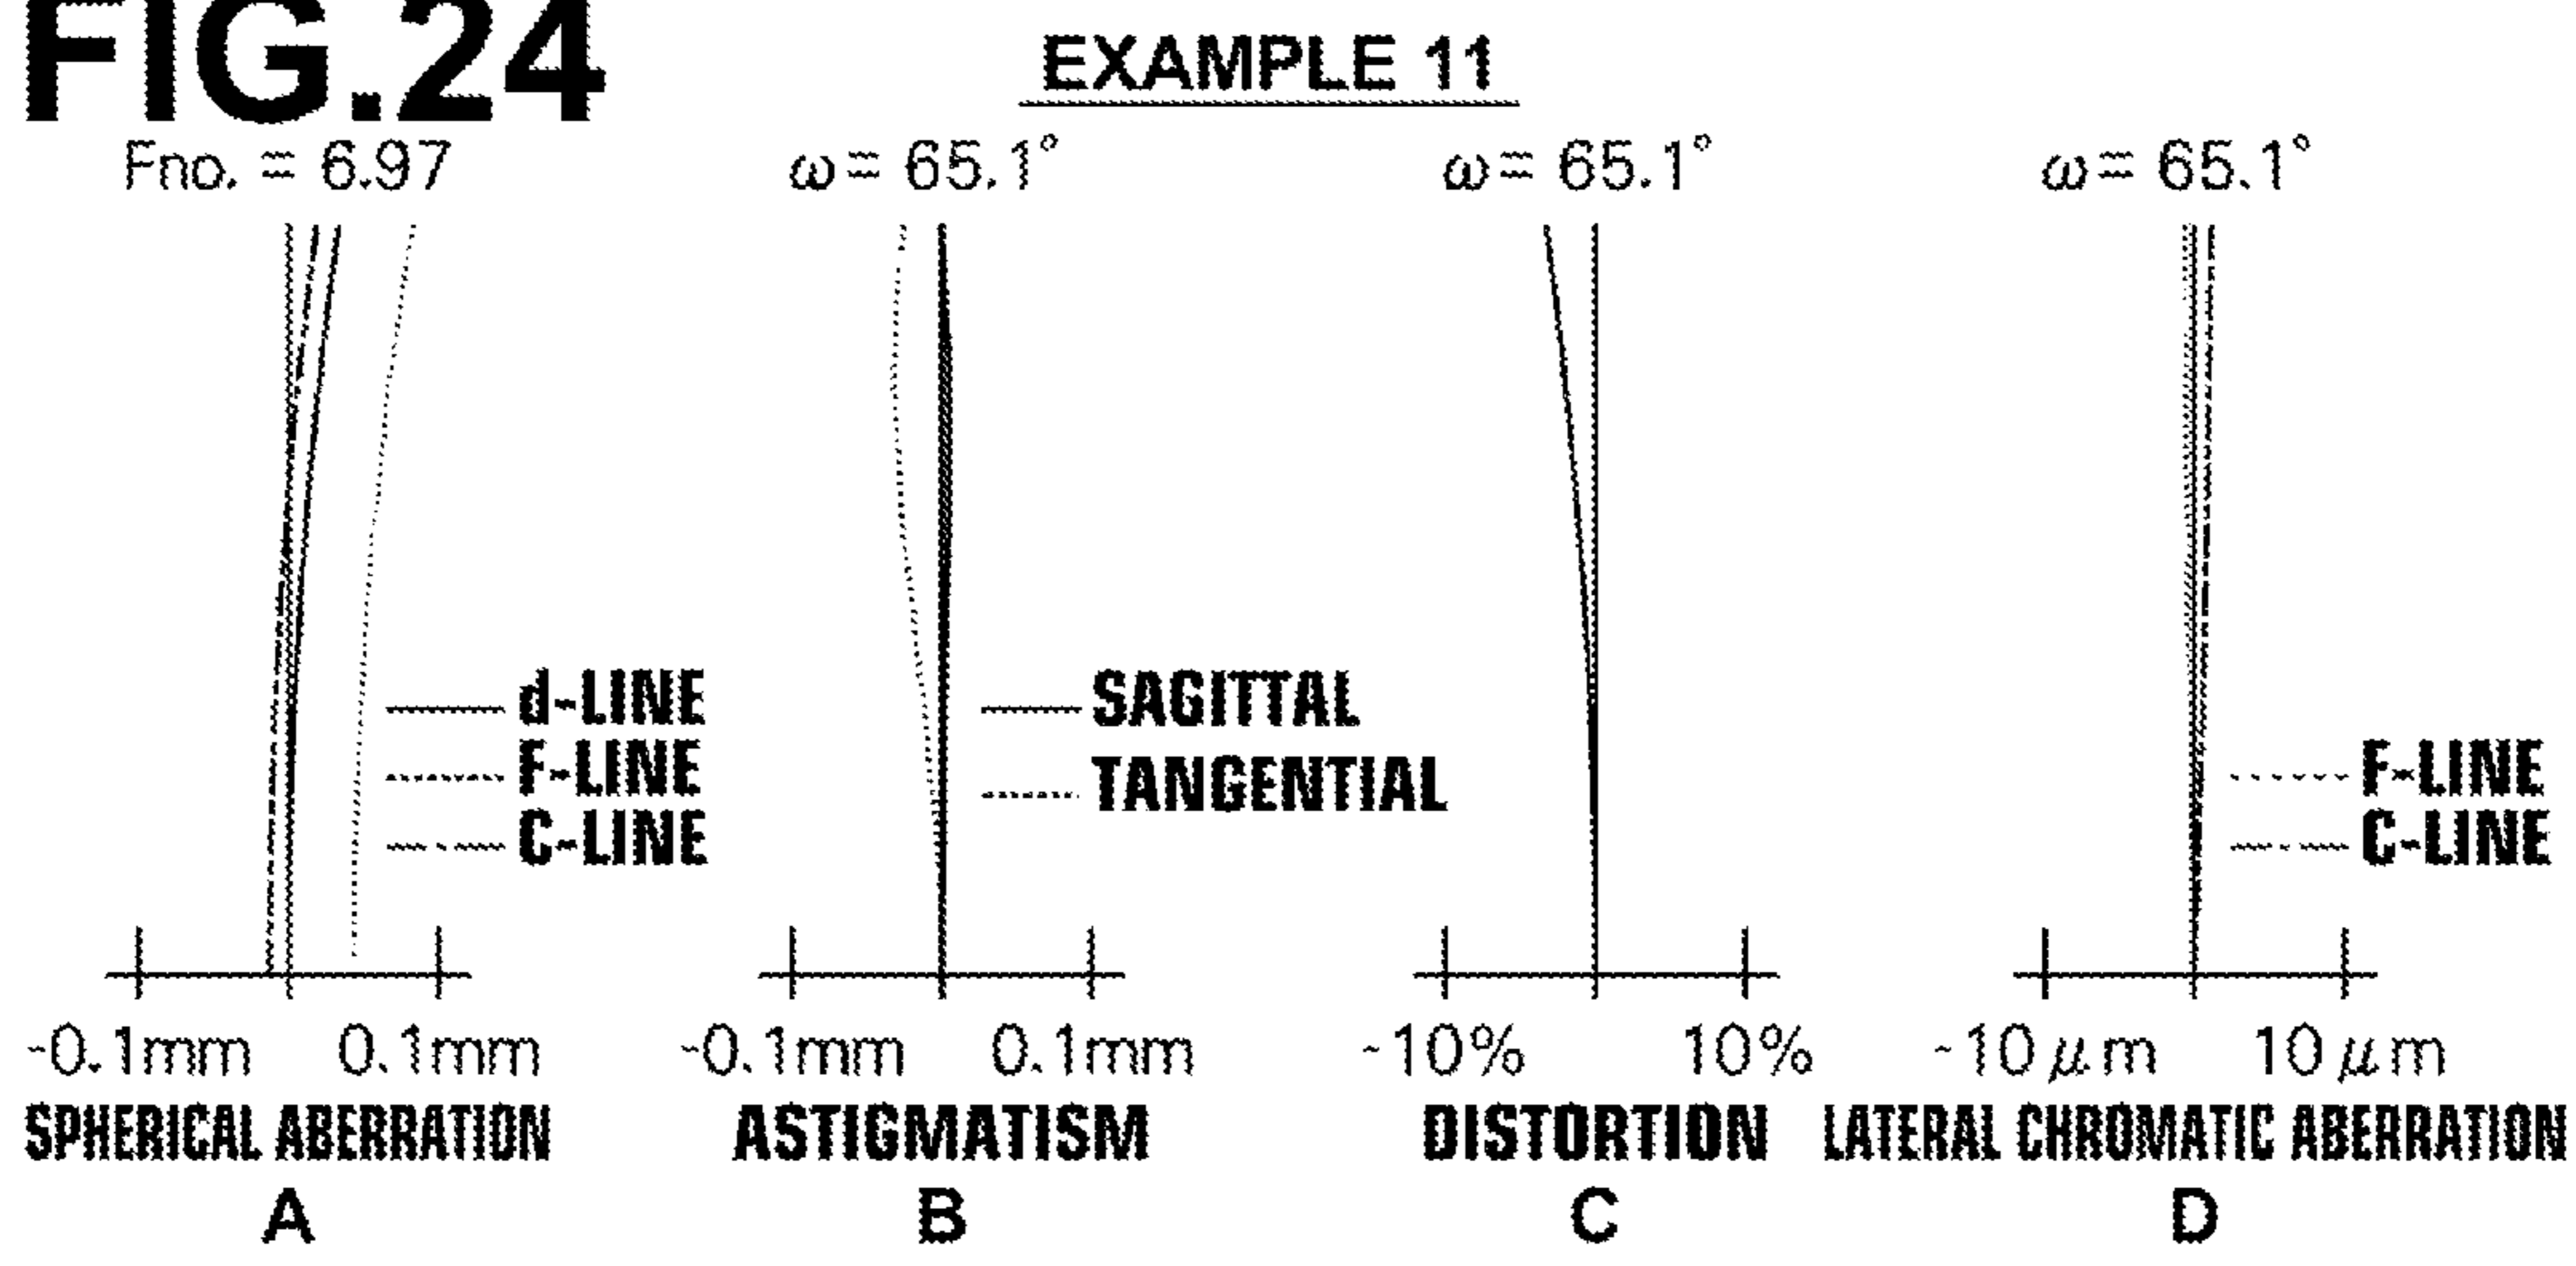 FIG.24
EXAMPLE 11
Fno. = 6.97
ω= 65.1°
ω= 65.1°
ω= 65.1°
d-LINE
F-LINE
C-LINE
SAGITTAL
TANGENTIAL
F-LINE
C-LINE
-0.1mm 0.1mm
-0.1mm 0.1mm
-10% 10%
-10μm 10μm
SPHERICAL ABERRATION
ASTIGMATISM
DISTORTION
LATERAL CHROMATIC ABERRATION
A
B
C
D